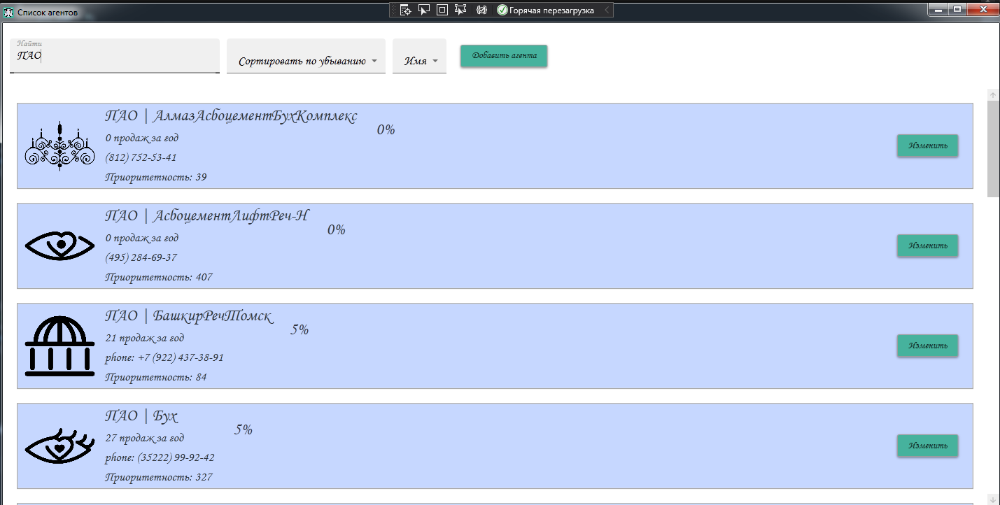 Список агентов
Горячая перезагрузка
Найти
ПАО
Сортировать по убыванию
Имя
Добавить агента
ПАО | АлмазАсбоцементБухКомплекс
0%
0 продаж за год
(812) 752-53-41
Приоритетность: 39
Изменить
ПАО | АсбоцементЛифтРеч-Н
0%
0 продаж за год
(495) 284-69-37
Приоритетность: 407
Изменить
ПАО | БашкирРечТомск
5%
21 продаж за год
phone: +7 (922) 437-38-91
Приоритетность: 84
Изменить
ПАО | Бух
5%
27 продаж за год
phone: (35222) 99-92-42
Приоритетность: 327
Изменить